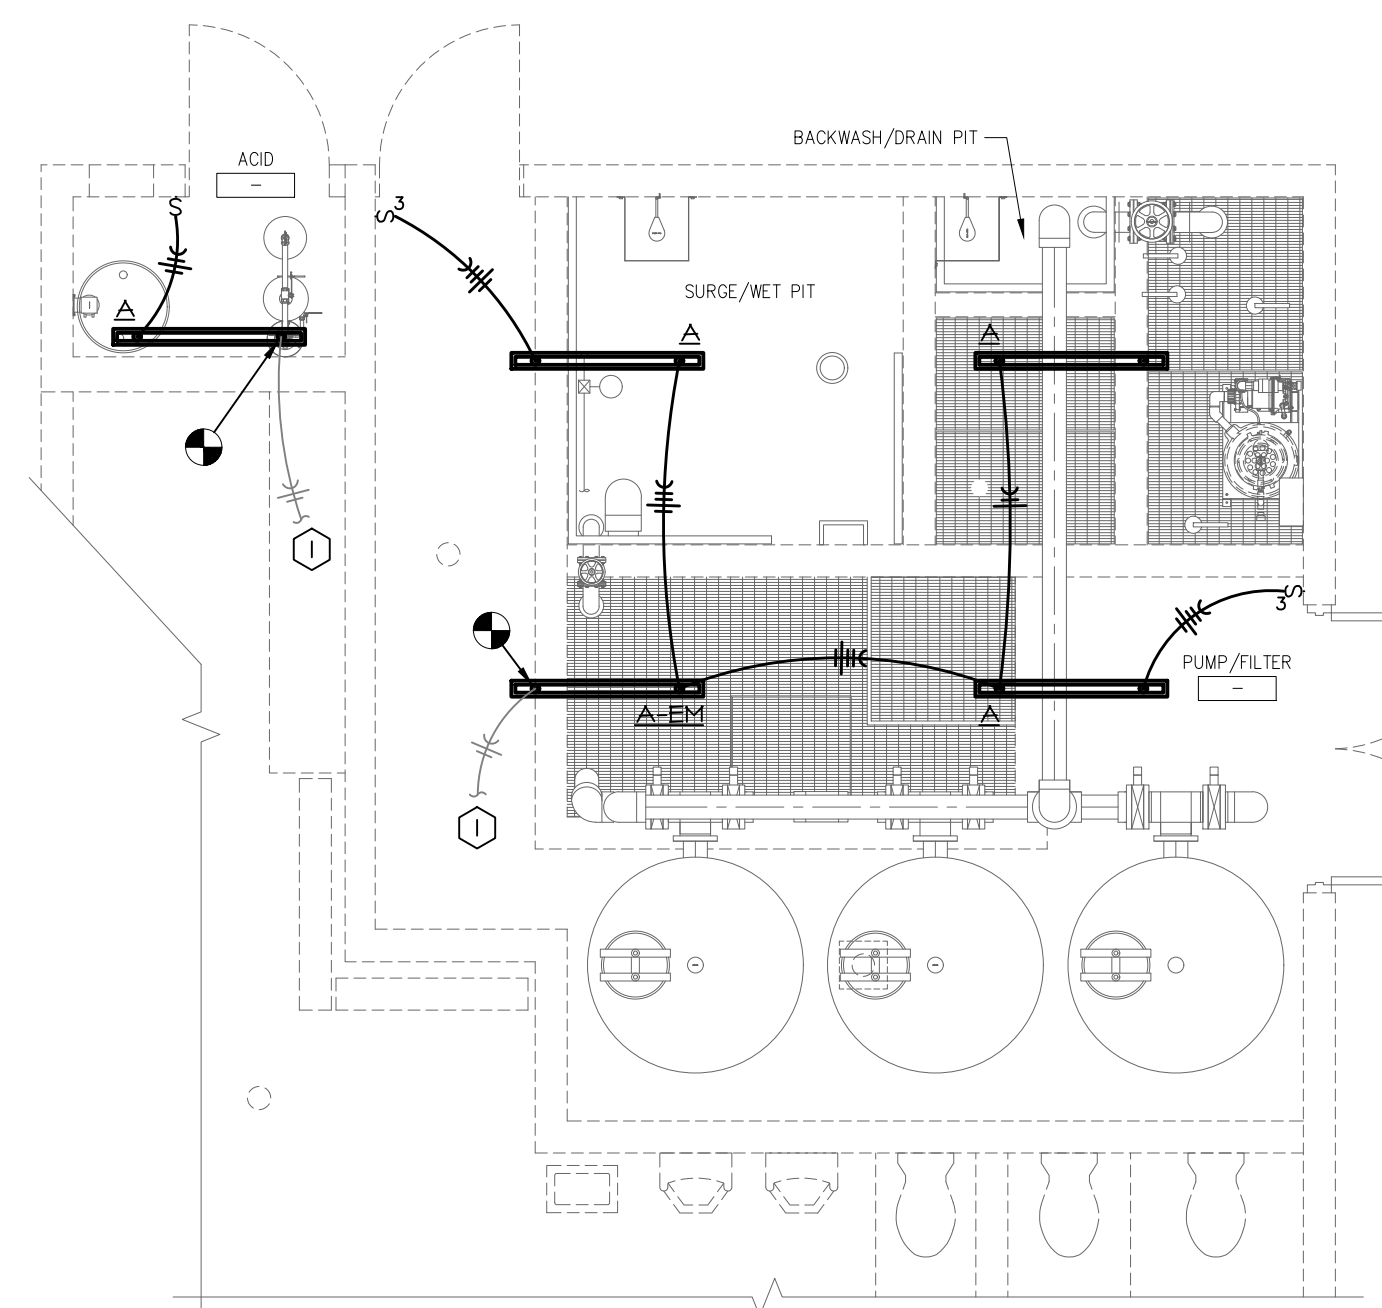 BACKWASH/DRAIN PIT
ACID
–
S
S3
A
SURGE/WET PIT
A
A
1
S3
PUMP/FILTER
–
A-EM
A
1